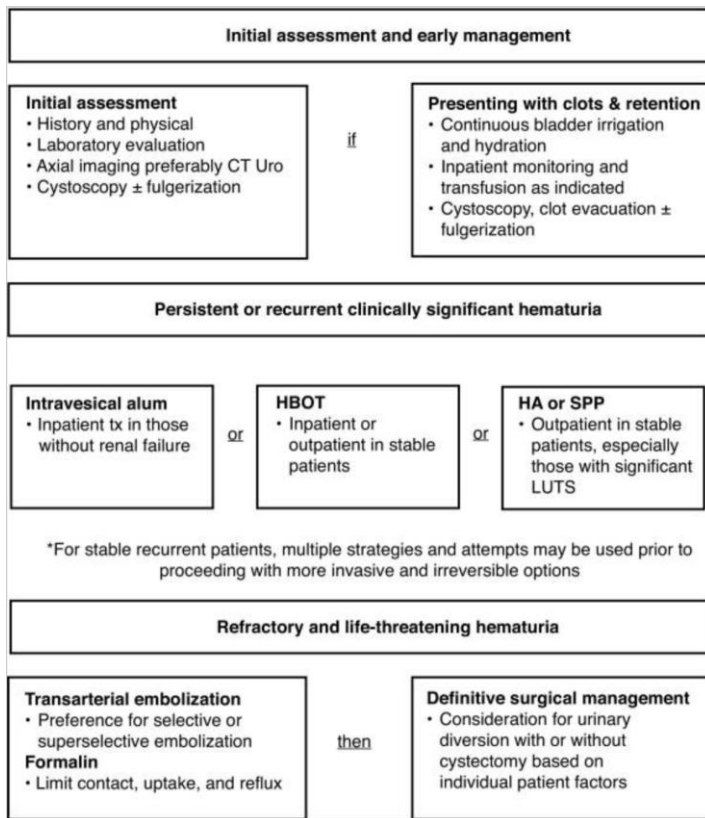 Initial assessment and early management
Initial assessment
• History and physical
• Laboratory evaluation
• Axial imaging preferably CT Uro
• Cystoscopy ± fulgerization
if
Presenting with clots & retention
• Continuous bladder irrigation
and hydration
• Inpatient monitoring and
transfusion as indicated
• Cystoscopy, clot evacuation ±
fulgerization
Persistent or recurrent clinically significant hematuria
Intravesical alum
• Inpatient tx in those
without renal failure
or
HBOT
• Inpatient or
outpatient in stable
patients
or
HA or SPP
• Outpatient in stable
patients, especially
those with significant
LUTS
*For stable recurrent patients, multiple strategies and attempts may be used prior to
proceeding with more invasive and irreversible options
Refractory and life-threatening hematuria
Transarterial embolization
• Preference for selective or
superselective embolization
Formalin
• Limit contact, uptake, and reflux
then
Definitive surgical management
• Consideration for urinary
diversion with or without
cystectomy based on
individual patient factors